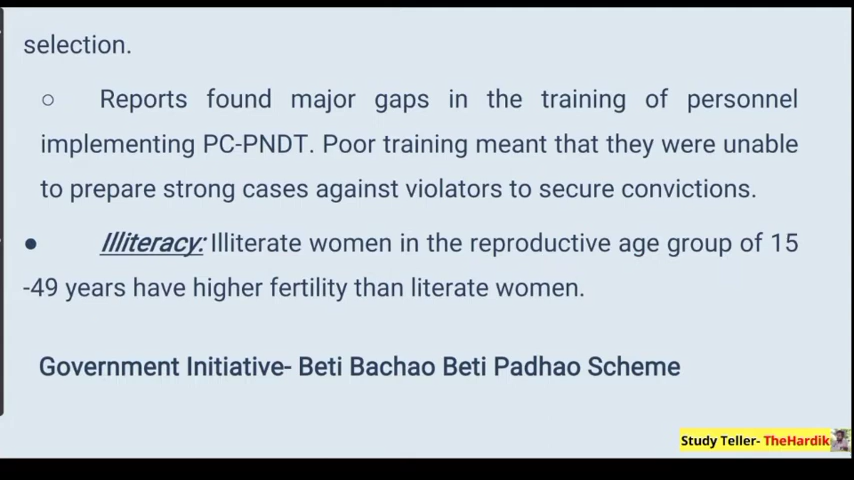 selection.
○ Reports found major gaps in the training of personnel
implementing PC-PNDT. Poor training meant that they were unable
to prepare strong cases against violators to secure convictions.
● Illiteracy: Illiterate women in the reproductive age group of 15
-49 years have higher fertility than literate women.
Government Initiative- Beti Bachao Beti Padhao Scheme
Study Teller- TheHardik